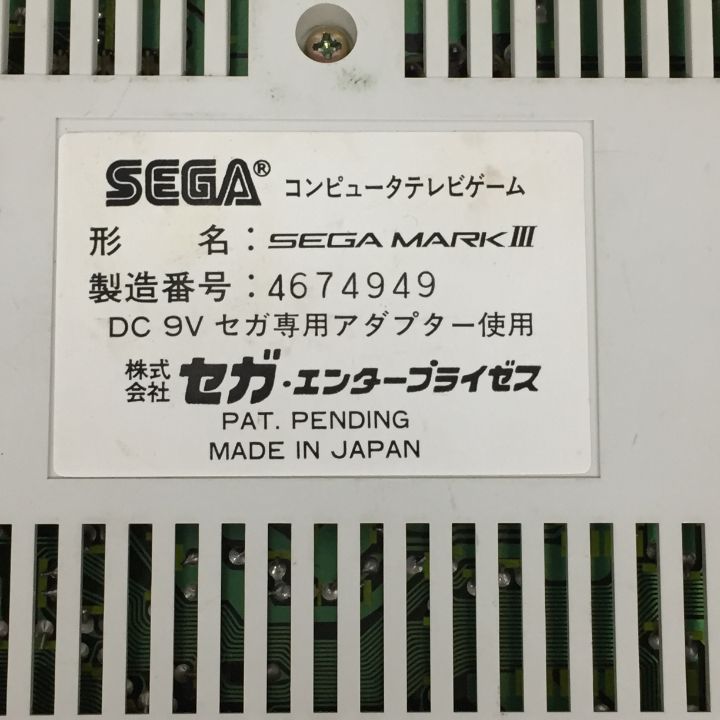 SEGA® コンピュータテレビゲーム
形 名：SEGA MARK III
製造番号：4674949
DC 9V セガ専用アダプター使用
株式会社 セガ・エンタープライゼス
PAT. PENDING
MADE IN JAPAN